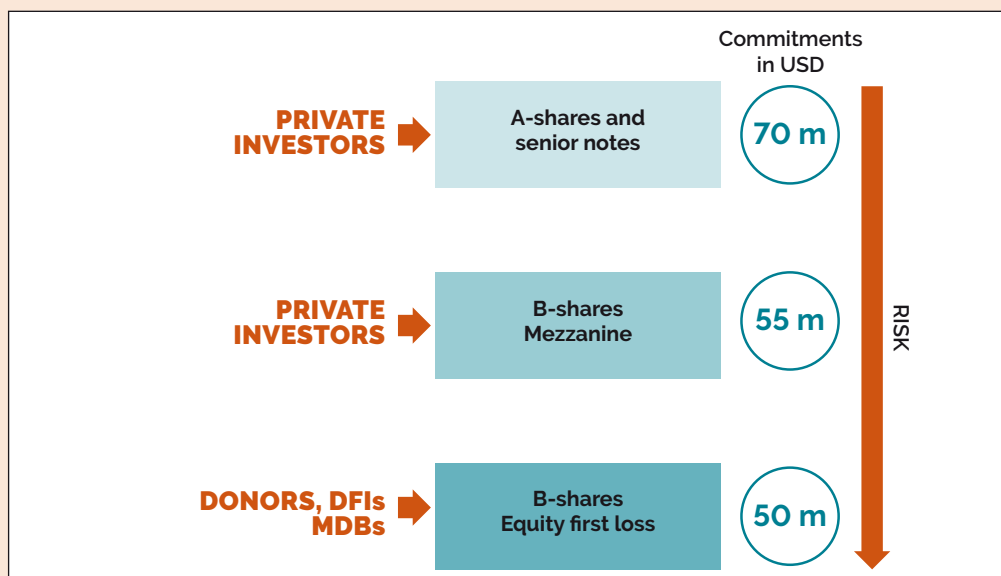 Commitments
in USD
PRIVATE
INVESTORS
A-shares and
senior notes
70 m
PRIVATE
INVESTORS
B-shares
Mezzanine
55 m
RISK
DONORS, DFIs
MDBs
B-shares
Equity first loss
50 m